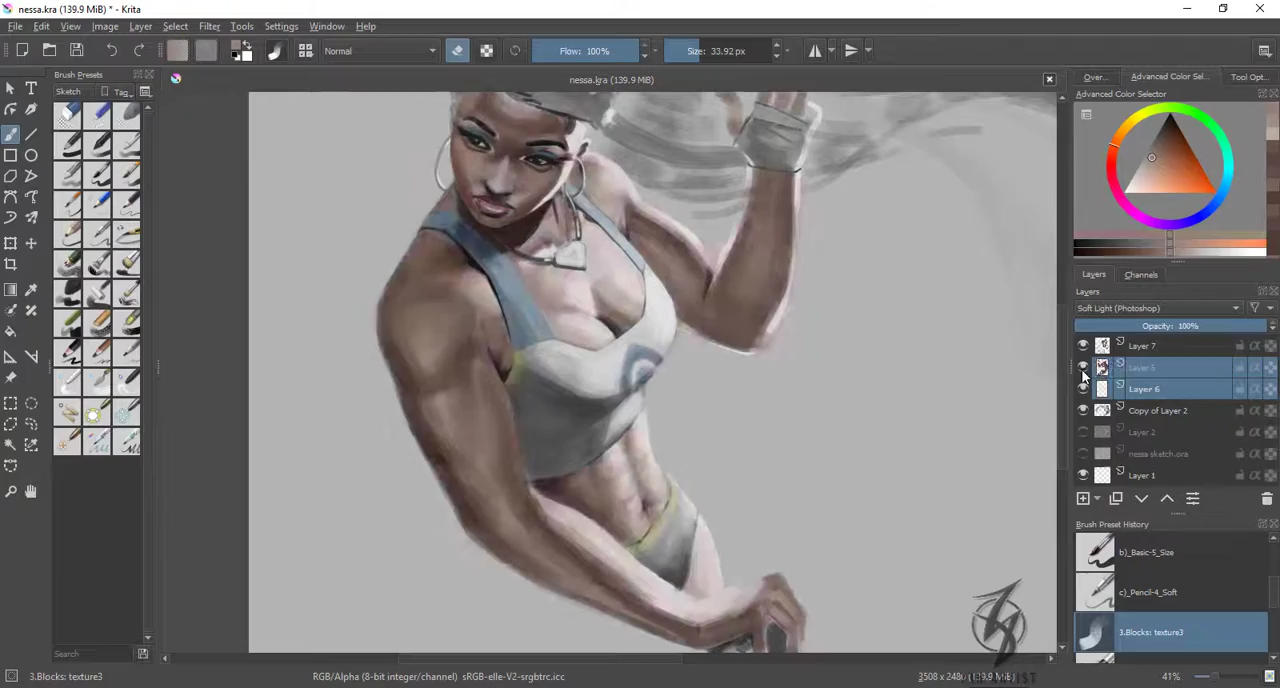 nessa.kra (139.9 MiB) * - Krita
File Edit View Image Layer Select Filter Tools Settings Window Help
Normal
Flow: 100%
Size: 33.92 px
Brush Presets
nessa.kra (139.9 MiB)
Over...
Advanced Color Sel...
Tool Opt...
Sketch
Tag
Advanced Color Selector
Layers
Channels
Layers
Soft Light (Photoshop)
Opacity: 100%
Layer 7
Layer 5
Layer 6
Copy of Layer 2
Layer 2
nessa sketch.ora
Layer 1
Brush Preset History
b)_Basic-5_Size
c)_Pencil-4_Soft
3.Blocks: texture3
Search
3.Blocks: texture3
RGB/Alpha (8-bit integer/channel) sRGB-elle-V2-srgbtrc.icc
41%